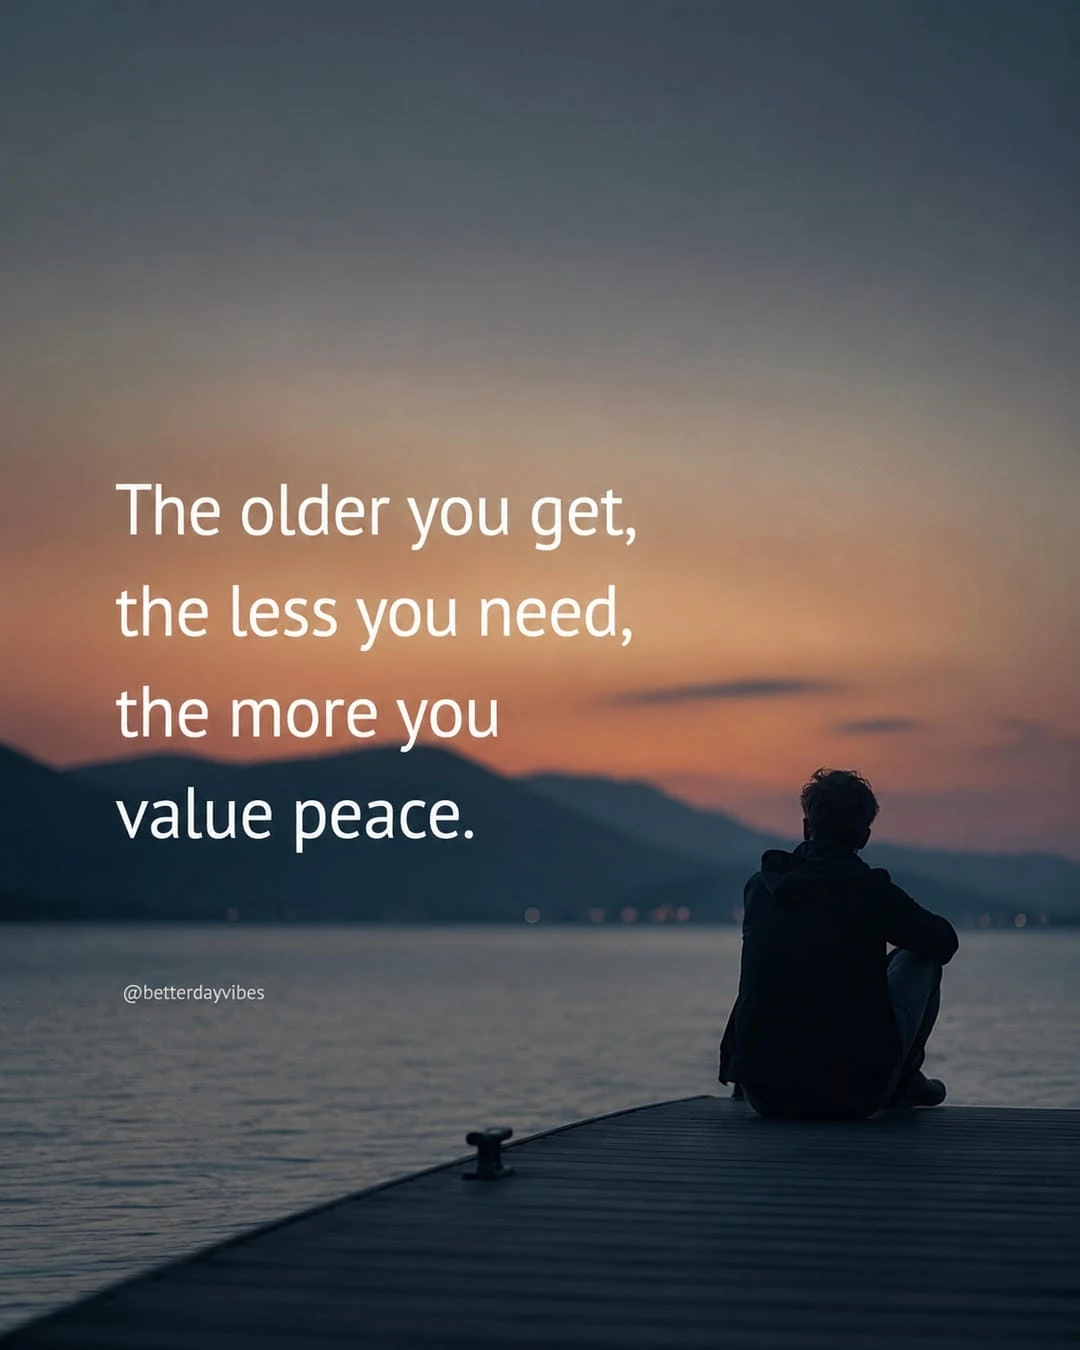 The older you get,
the less you need,
the more you
value peace.
@betterdayvibes